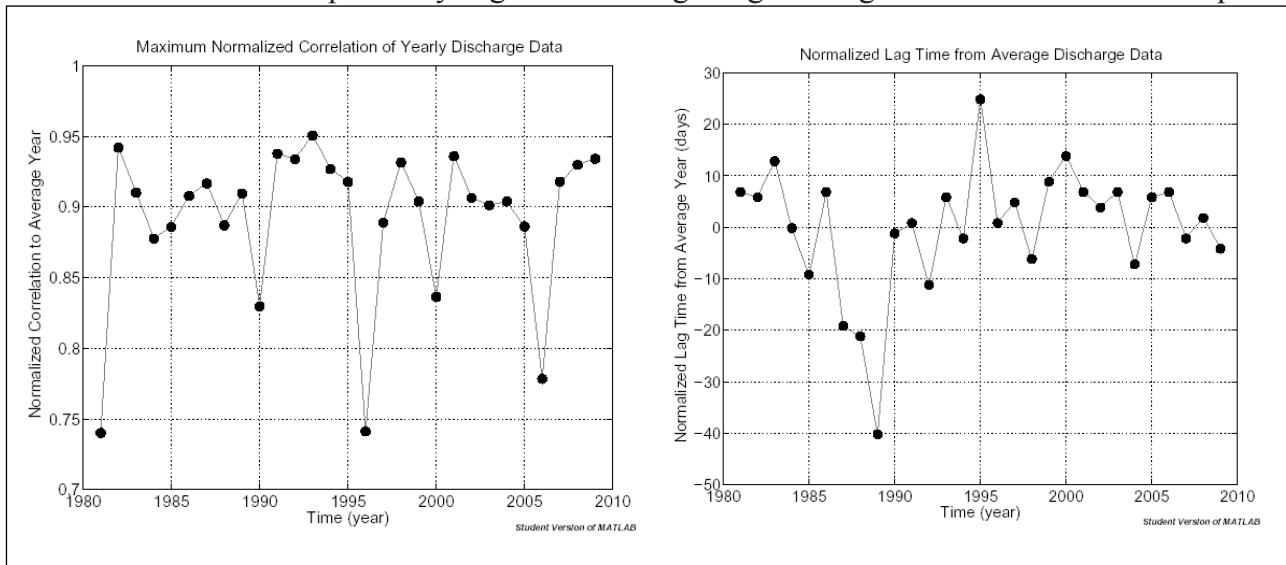 Maximum Normalized Correlation of Yearly Discharge Data
1
0.95
0.9
0.85
0.8
0.75
0.7
Normalized Correlation to Average Year
1980 1985 1990 1995 2000 2005 2010
Time (year)
Student Version of MATLAB
Normalized Lag Time from Average Discharge Data
30
20
10
0
−10
−20
−30
−40
−50
Normalized Lag Time from Average Year (days)
1980 1985 1990 1995 2000 2005 2010
Time (year)
Student Version of MATLAB